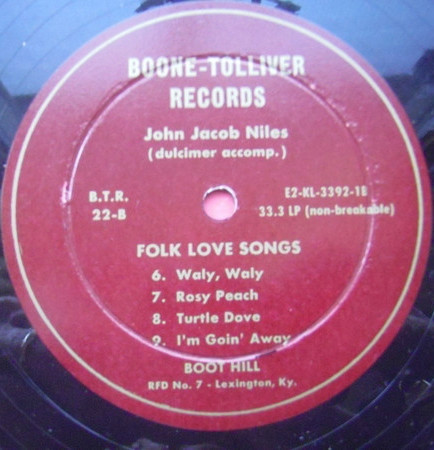 BOONE-TOLLIVER
RECORDS
John Jacob Niles
(dulcimer accomp.)
B.T.R.
22-B
E2-KL-3392-1B
33.3 LP (non-breakable)
FOLK LOVE SONGS
6. Waly, Waly
7. Rosy Peach
8. Turtle Dove
9. I'm Goin' Away
BOOT HILL
RFD No. 7 - Lexington, Ky.